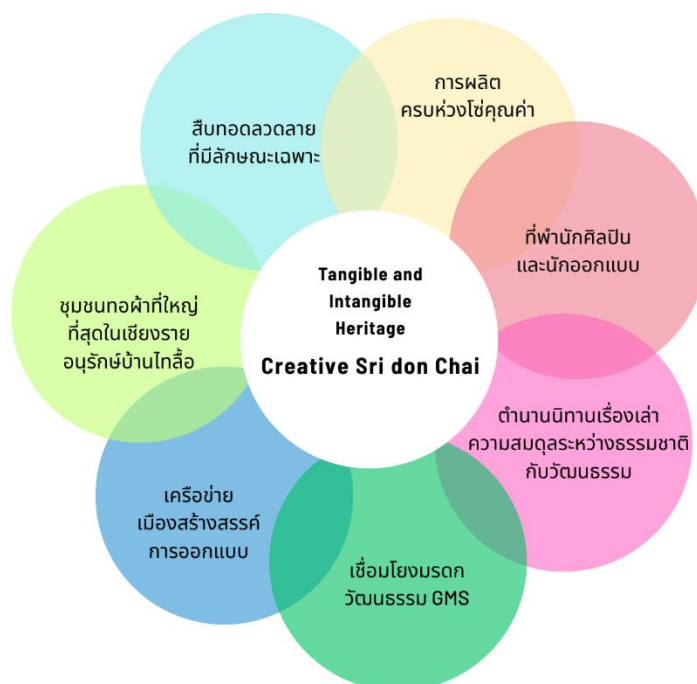 การผลิต
ครบห่วงโซ่คุณค่า
สืบทอดลวดลาย
ที่มีลักษณะเฉพาะ
ที่พำนักศิลปิน
และนักออกแบบ
Tangible and
Intangible
Heritage
Creative Sri don Chai
ชุมชนทอผ้าที่ใหญ่
ที่สุดในเชียงราย
อนุรักษ์บ้านไทลื้อ
ตำนานนิทานเรื่องเล่า
ความสมดุลระหว่างธรรมชาติ
กับวัฒนธรรม
เครือข่าย
เมืองสร้างสรรค์
การออกแบบ
เชื่อมโยงมรดก
วัฒนธรรม GMS